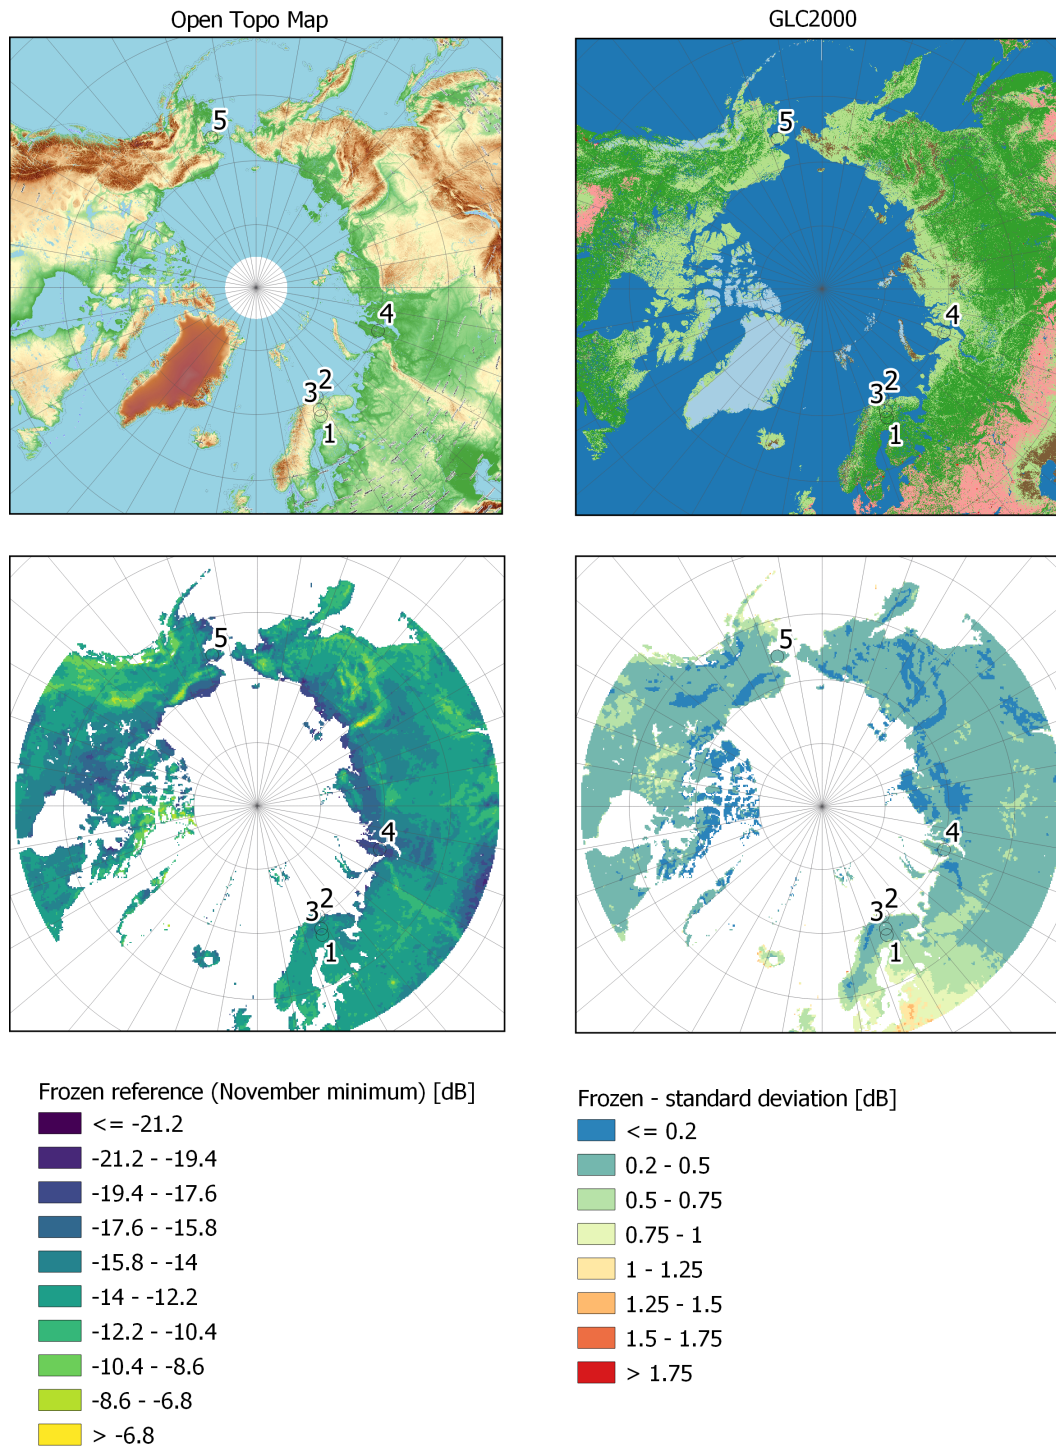 Open Topo Map
GLC2000
5
4
3 2
1
5
4
3 2
1
5
4
3 2
1
5
4
3 2
1
Frozen reference (November minimum) [dB]
<= -21.2
-21.2 - -19.4
-19.4 - -17.6
-17.6 - -15.8
-15.8 - -14
-14 - -12.2
-12.2 - -10.4
-10.4 - -8.6
-8.6 - -6.8
> -6.8
Frozen - standard deviation [dB]
<= 0.2
0.2 - 0.5
0.5 - 0.75
0.75 - 1
1 - 1.25
1.25 - 1.5
1.5 - 1.75
> 1.75